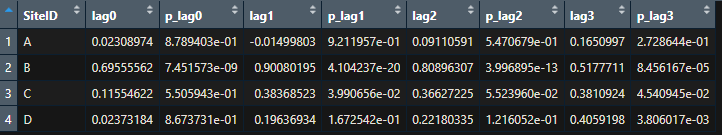 SiteID lag0 p_lag0 lag1 p_lag1 lag2 p_lag2 lag3 p_lag3
1 A 0.02308974 8.789403e-01 -0.01499803 9.211957e-01 0.09110591 5.470679e-01 0.1650997 2.728644e-01
2 B 0.69555562 7.451573e-09 0.90080195 4.104237e-20 0.80896307 3.996895e-13 0.5177711 8.456167e-05
3 C 0.11554622 5.505943e-01 0.38368523 3.990656e-02 0.36627225 5.523960e-02 0.3810924 4.540945e-02
4 D 0.02373184 8.673731e-01 0.19636934 1.672542e-01 0.22180335 1.216052e-01 0.4059198 3.806017e-03